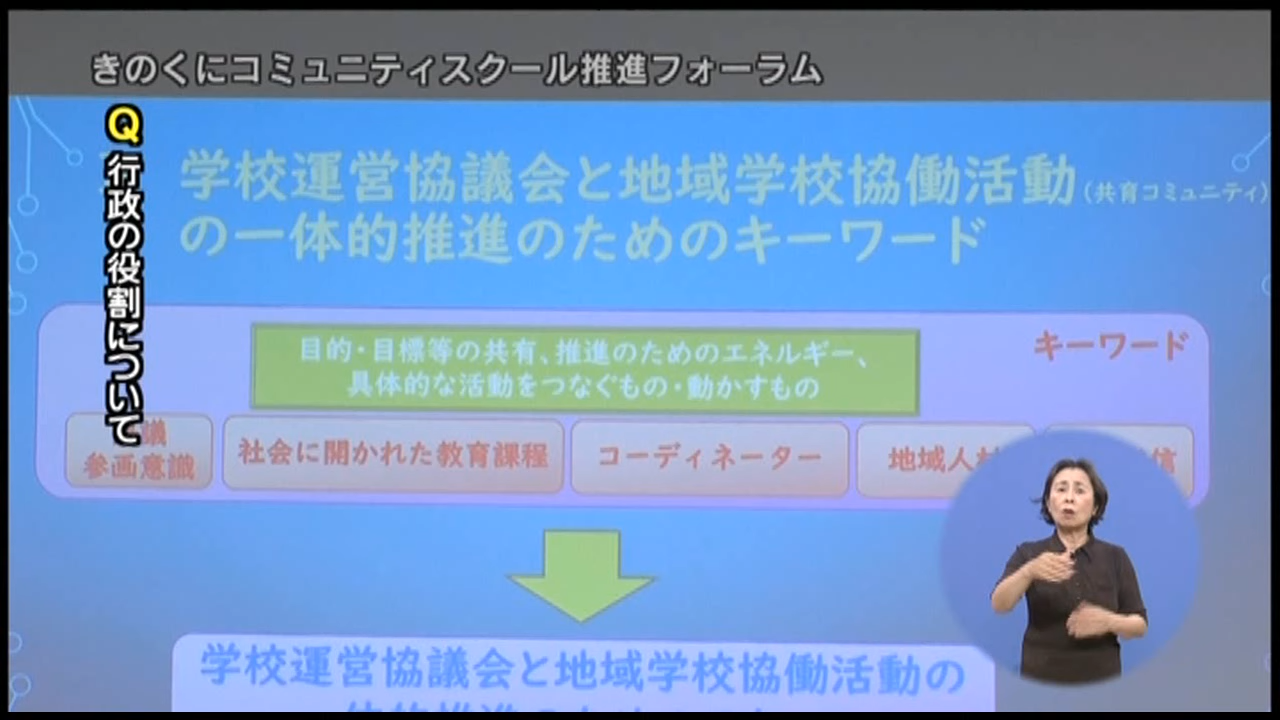 きのくにコミュニティスクール推進フォーラム
Q 行政の役割について
学校運営協議会と地域学校協働活動（共育コミュニティ）
の一体的推進のためのキーワード
キーワード
目的・目標等の共有、推進のためのエネルギー、
具体的な活動をつなぐもの・動かすもの
議
参画意識
社会に開かれた教育課程
コーディネーター
地域人材
信
学校運営協議会と地域学校協働活動の